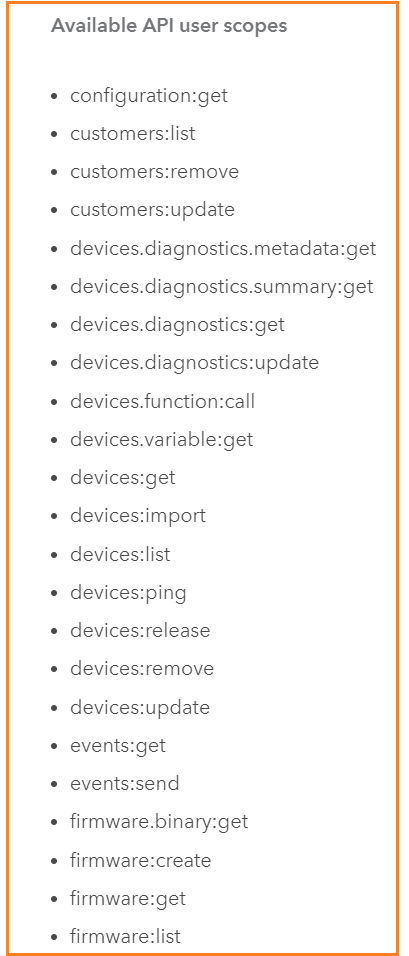 Available API user scopes
• configuration:get
• customers:list
• customers:remove
• customers:update
• devices.diagnostics.metadata:get
• devices.diagnostics.summary:get
• devices.diagnostics:get
• devices.diagnostics:update
• devices.function:call
• devices.variable:get
• devices:get
• devices:import
• devices:list
• devices:ping
• devices:release
• devices:remove
• devices:update
• events:get
• events:send
• firmware.binary:get
• firmware:create
• firmware:get
• firmware:list